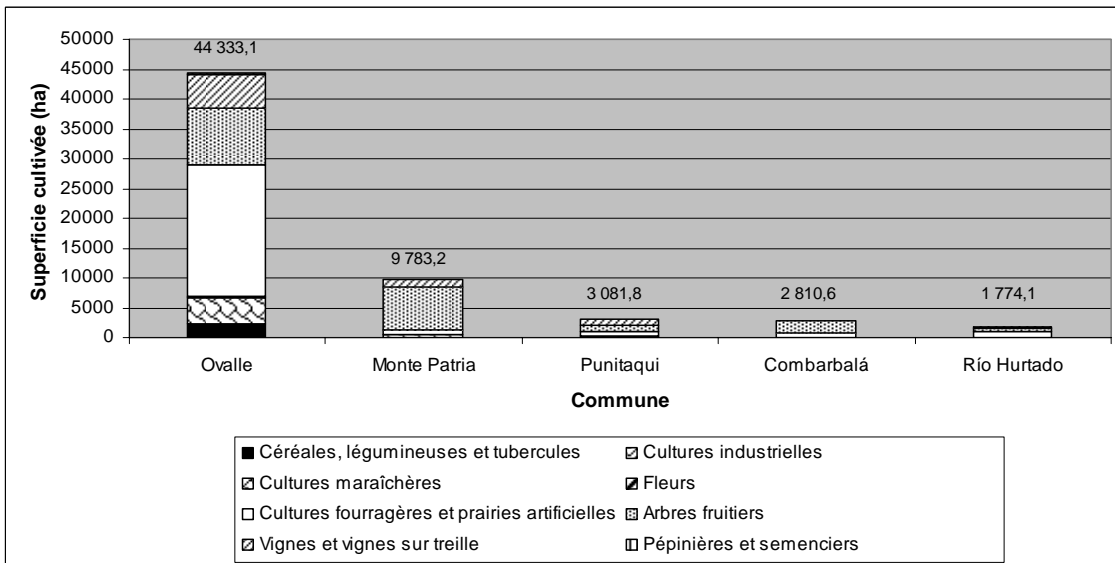 Superficie cultivée (ha)
50000
45000
40000
35000
30000
25000
20000
15000
10000
5000
0
44 333,1
9 783,2
3 081,8
2 810,6
1 774,1
Ovalle
Monte Patria
Punitaqui
Combarbalá
Río Hurtado
Commune
Céréales, légumineuses et tubercules
Cultures industrielles
Cultures maraîchères
Fleurs
Cultures fourragères et prairies artificielles
Arbres fruitiers
Vignes et vignes sur treille
Pépinières et semenciers